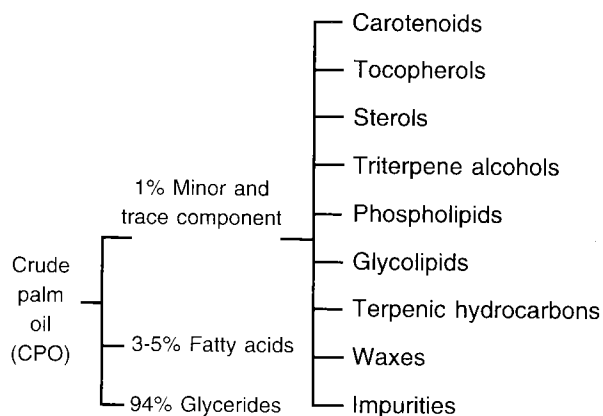 Carotenoids
Tocopherols
Sterols
Triterpene alcohols
1% Minor and
trace component
Phospholipids
Glycolipids
Crude
palm
oil
(CPO)
Terpenic hydrocarbons
3-5% Fatty acids
Waxes
94% Glycerides
Impurities